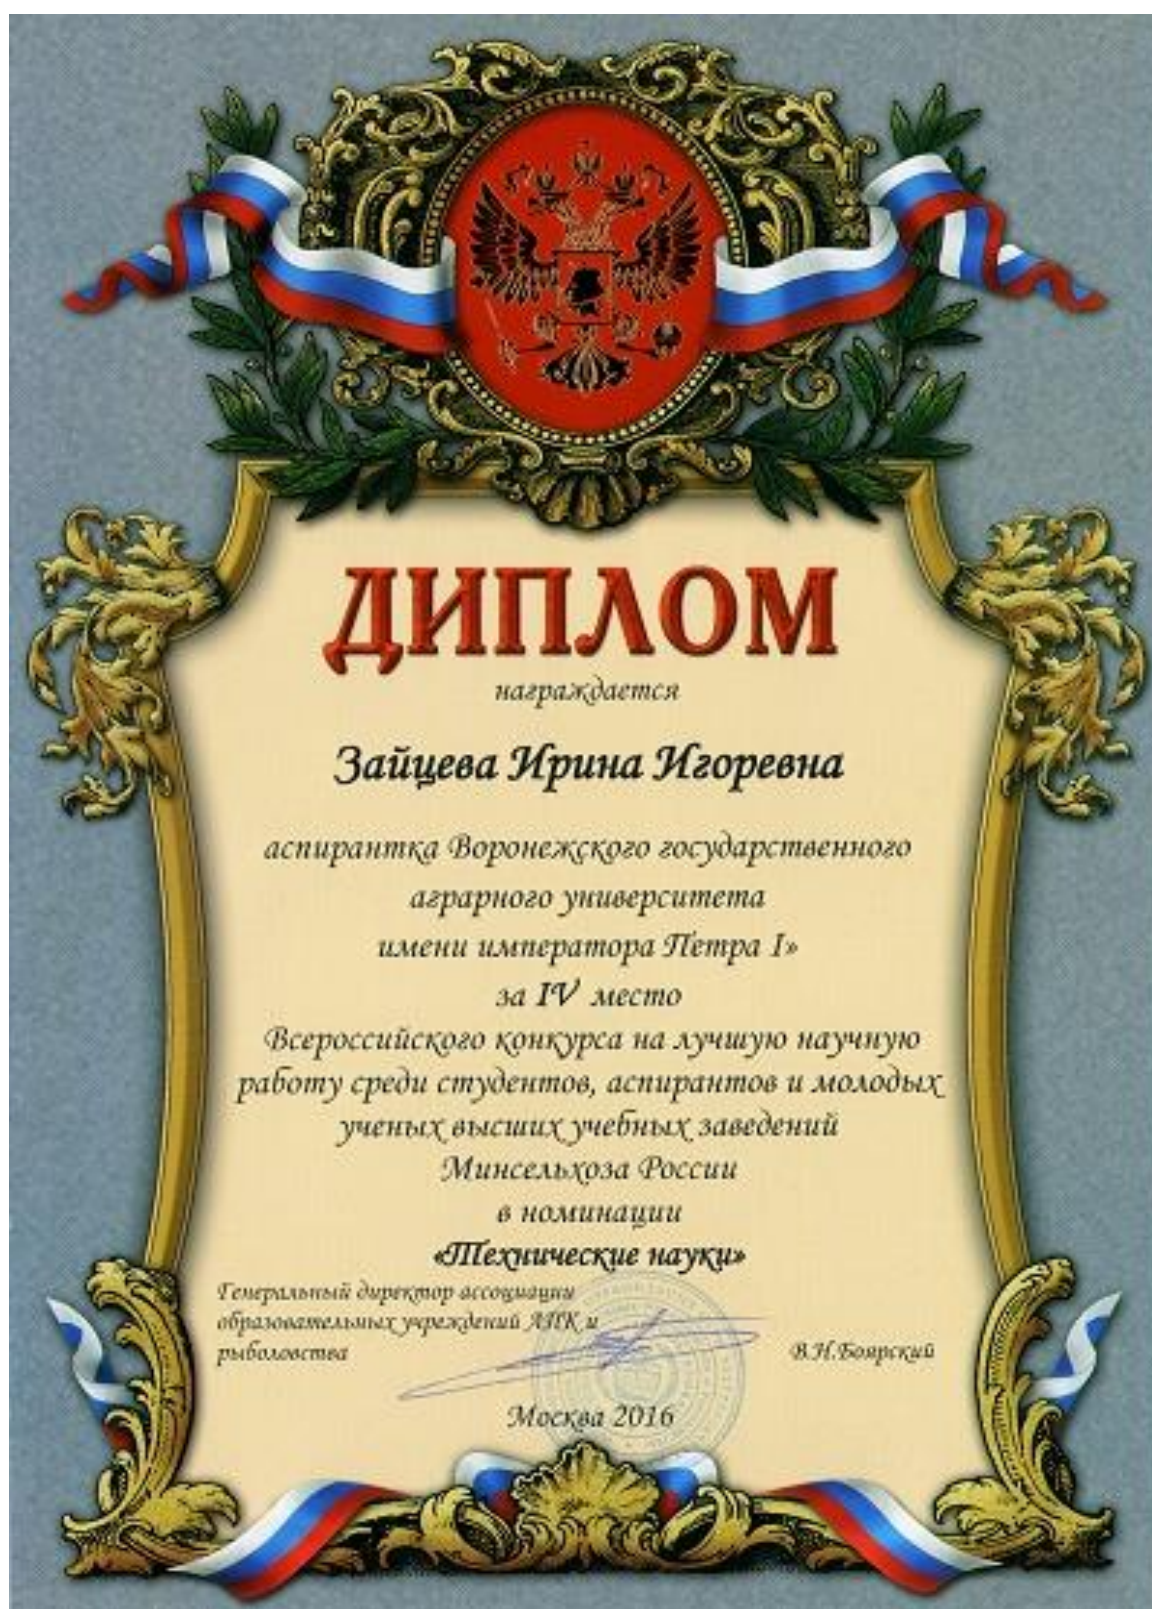 ДИПЛОМ
награждается
Зайцева Ирина Игоревна
аспирантка Воронежского государственного
аграрного университета
имени императора Петра I»
за IV место
Всероссийского конкурса на лучшую научную
работу среди студентов, аспирантов и молодых
ученых высших учебных заведений
Минсельхоза России
в номинации
«Технические науки»
Генеральный директор ассоциации
образовательных учреждений АПК и
рыболовства
В.Н.Боярский
Москва 2016